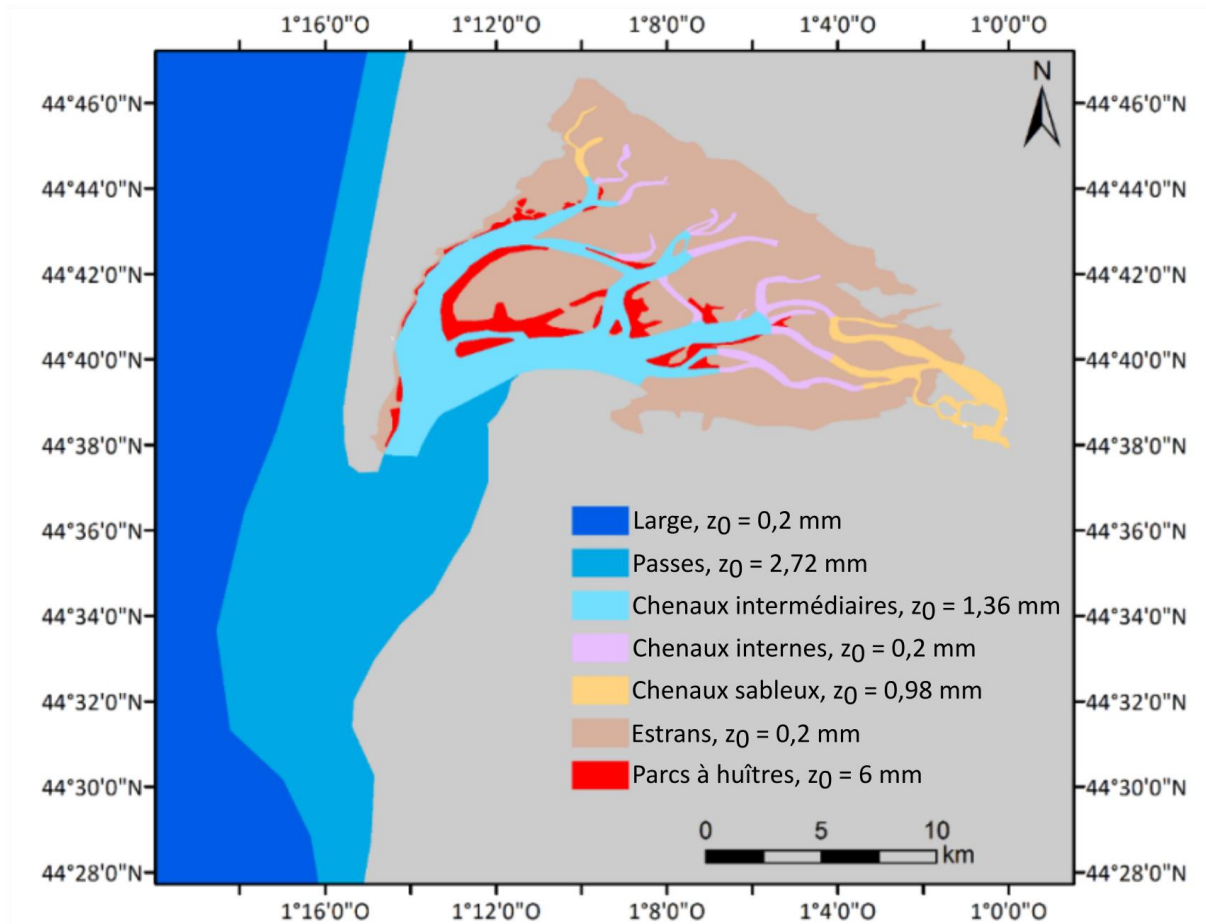 1°16'0"O 1°12'0"O 1°8'0"O 1°4'0"O 1°0'0"O
N
44°46'0"N 44°46'0"N
44°44'0"N 44°44'0"N
44°42'0"N 44°42'0"N
44°40'0"N 44°40'0"N
44°38'0"N 44°38'0"N
44°36'0"N 44°36'0"N
44°34'0"N 44°34'0"N
44°32'0"N 44°32'0"N
44°30'0"N 44°30'0"N
44°28'0"N 44°28'0"N
Large, z0 = 0,2 mm
Passes, z0 = 2,72 mm
Chenaux intermédiaires, z0 = 1,36 mm
Chenaux internes, z0 = 0,2 mm
Chenaux sableux, z0 = 0,98 mm
Estrans, z0 = 0,2 mm
Parcs à huîtres, z0 = 6 mm
0 5 10
km
1°16'0"O 1°12'0"O 1°8'0"O 1°4'0"O 1°0'0"O